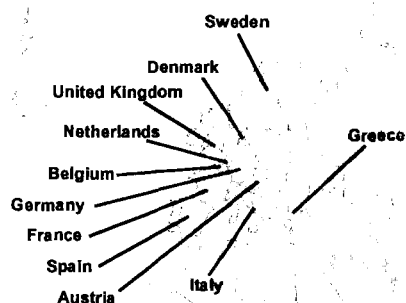 Sweden
Denmark
United Kingdom
Netherlands
Greece
Belgium
Germany
France
Spain
Italy
Austria